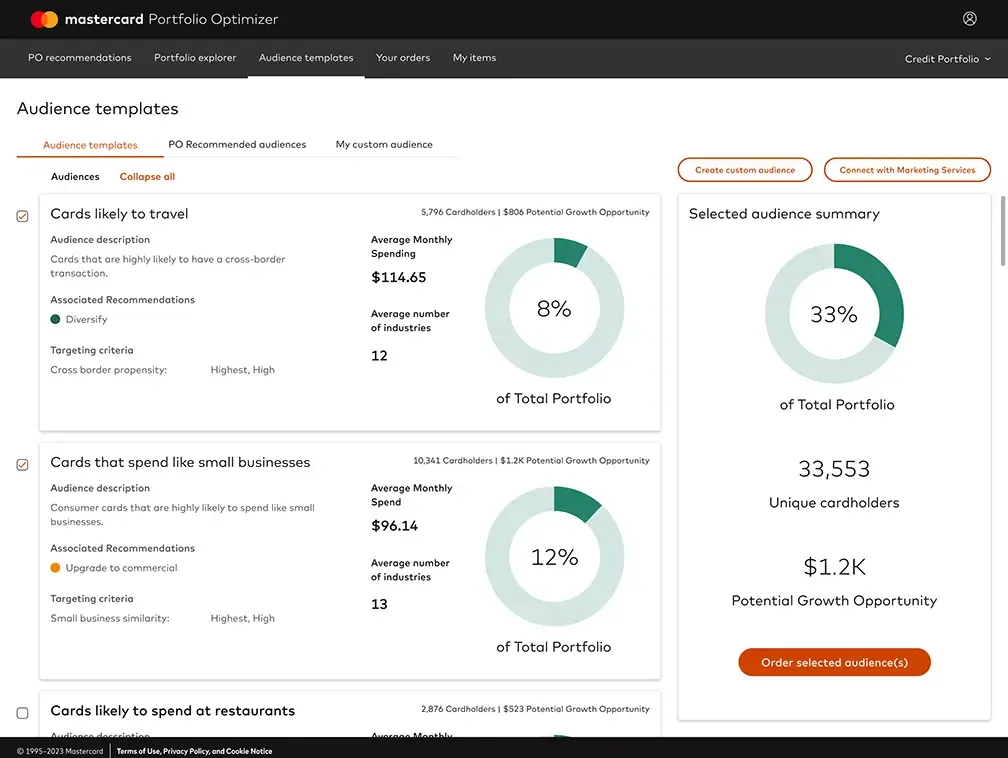 mastercard Portfolio Optimizer
PO recommendations
Portfolio explorer
Audience templates
Your orders
My items
Credit Portfolio
Audience templates
Audience templates
PO Recommended audiences
My custom audience
Audiences
Collapse all
Create custom audience
Connect with Marketing Services
Cards likely to travel
5,796 Cardholders | $806 Potential Growth Opportunity
Audience description
Cards that are highly likely to have a cross-border
transaction.
Associated Recommendations
Diversify
Targeting criteria
Cross border propensity:
Highest, High
Average Monthly
Spending
$114.65
Average number
of industries
12
8%
of Total Portfolio
Cards that spend like small businesses
10,341 Cardholders | $1.2K Potential Growth Opportunity
Audience description
Consumer cards that are highly likely to spend like small
businesses.
Associated Recommendations
Upgrade to commercial
Targeting criteria
Small business similarity:
Highest, High
Average Monthly
Spend
$96.14
Average number
of industries
13
12%
of Total Portfolio
Cards likely to spend at restaurants
2,876 Cardholders | $523 Potential Growth Opportunity
Audience description
Average Monthly
Selected audience summary
33%
of Total Portfolio
33,553
Unique cardholders
$1.2K
Potential Growth Opportunity
Order selected audience(s)
© 1995-2023 Mastercard
Terms of Use, Privacy Policy, and Cookie Notice